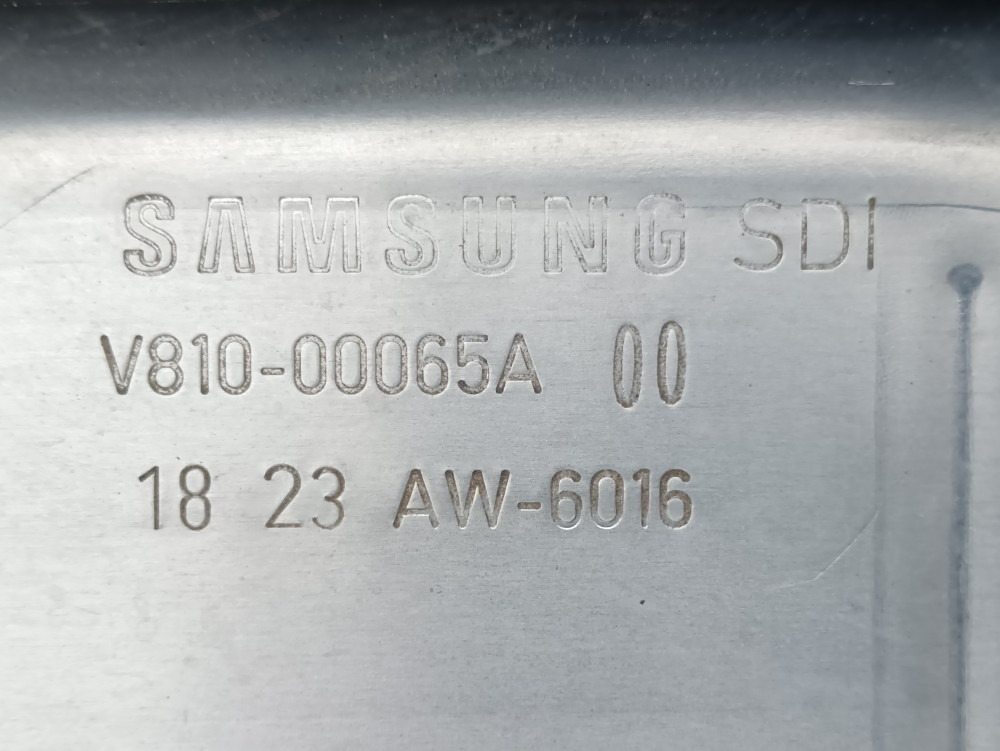 SAMSUNG SDI
V810-00065A 00
18 23 AW-6016